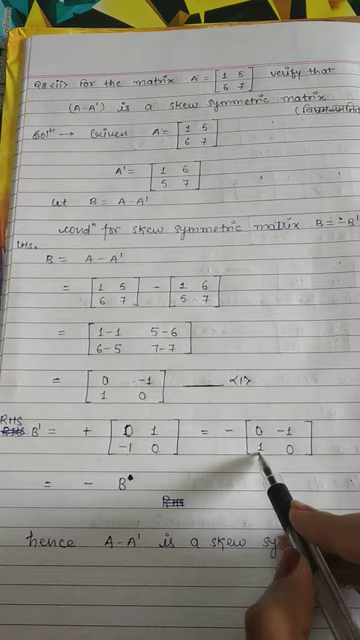 Q8.<ii> For the matrix A = [1 5 verify that
6 7]
(A-A') is a skew symmetric matrix
Solⁿ → Given A = [1 5
6 7]
A' = [1 6
5 7]
Let B = A-A'
condⁿ for skew symmetric matrix B = -B'
LHS.
B = A-A'
= [1 5 - [1 6
6 7] 5 7]
= [1-1 5-6
6-5 7-7]
= [0 -1 <1>
1 0]
RHS
B' = + [0 1 = - [0 -1
-1 0] 1 0]
= - B
hence A-A' is a skew sy